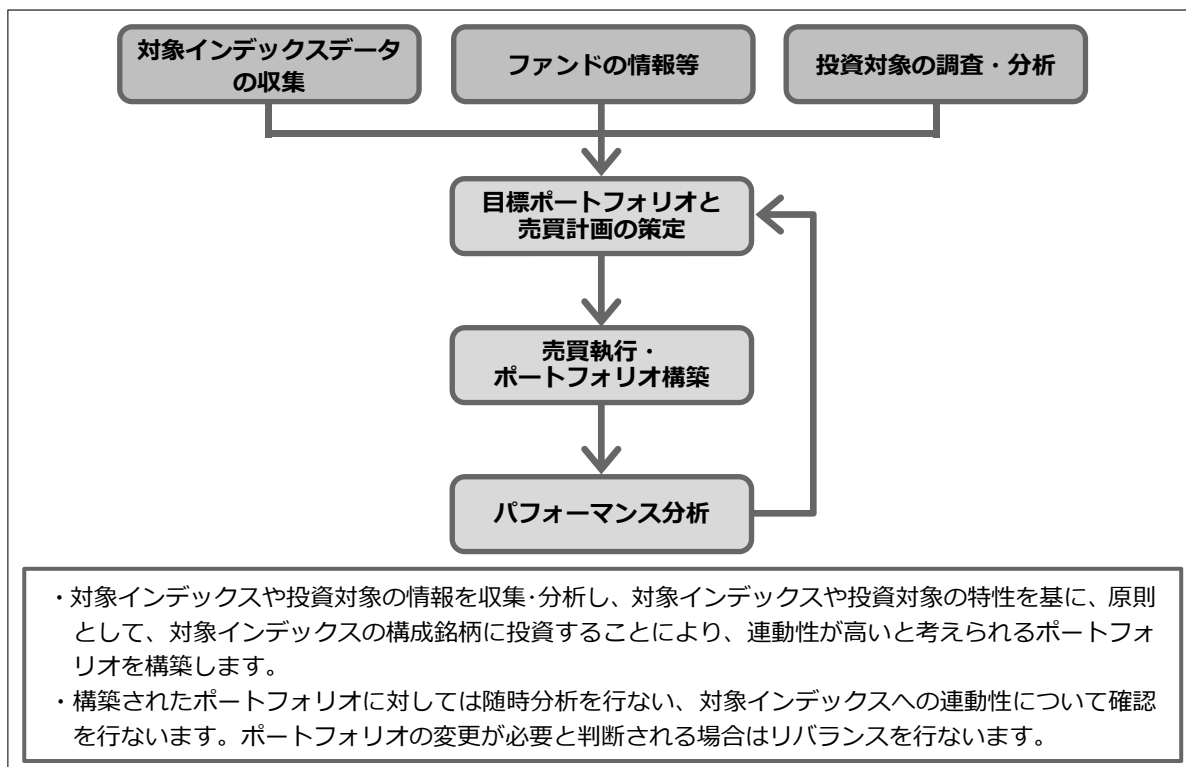 対象インデックスデータ
の収集
ファンドの情報等
投資対象の調査・分析
目標ポートフォリオと
売買計画の策定
売買執行・
ポートフォリオ構築
パフォーマンス分析
・対象インデックスや投資対象の情報を収集･分析し、対象インデックスや投資対象の特性を基に、原則
として、対象インデックスの構成銘柄に投資することにより、連動性が高いと考えられるポートフォ
リオを構築します。
・構築されたポートフォリオに対しては随時分析を行ない、対象インデックスへの連動性について確認
を行ないます。ポートフォリオの変更が必要と判断される場合はリバランスを行ないます。